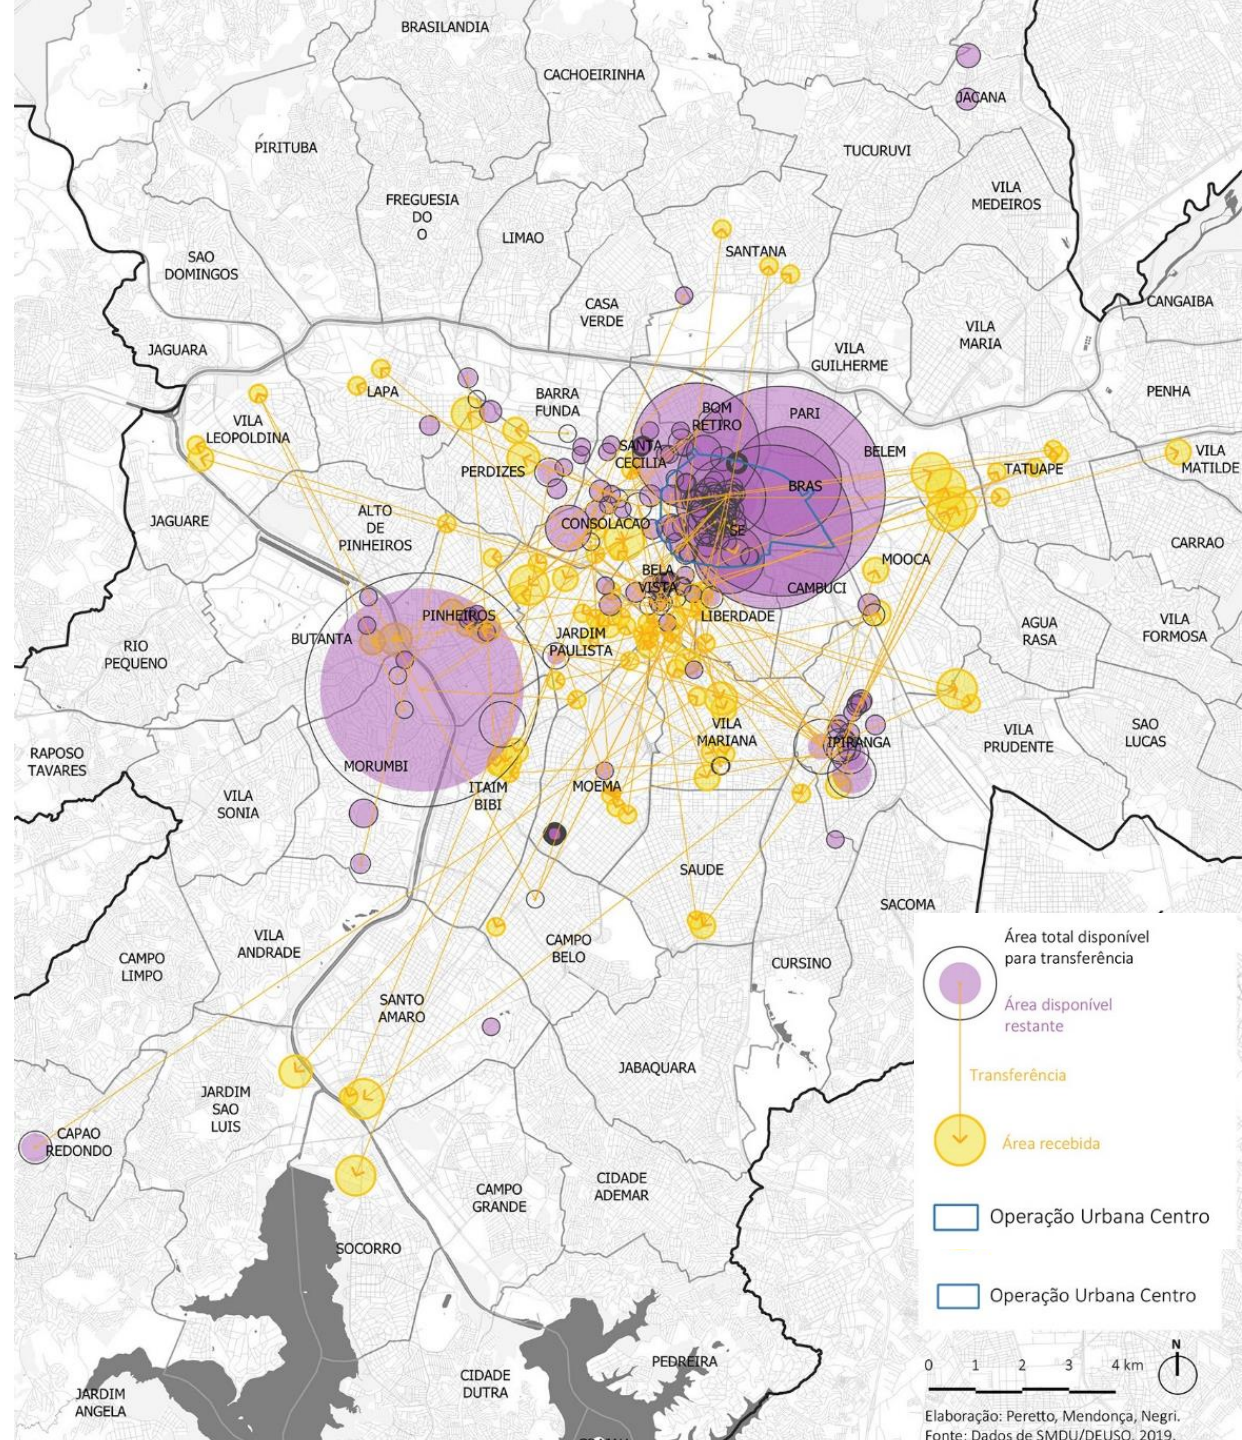 BRASILANDIA
CACHOEIRINHA
JACANA
PIRITUBA
TUCURUVI
VILA
MEDEIROS
FREGUESIA
DO
O
LIMAO
SANTANA
SAO
DOMINGOS
CASA
VERDE
CANGAIBA
JAGUARA
VILA
GUILHERME
VILA
MARIA
PENHA
LAPA
BARRA
FUNDA
BOM
RETIRO
PARI
VILA
LEOPOLDINA
SANTA
CECILIA
BELEM
PERDIZES
TATUAPE
VILA
MATILDE
BRAS
JAGUARE
ALTO
DE
PINHEIROS
CONSOLACAO
SE
CARRAO
MOOCA
BELA
VISTA
CAMBUCI
PINHEIROS
LIBERDADE
BUTANTA
JARDIM
PAULISTA
AGUA
RASA
VILA
FORMOSA
RIO
PEQUENO
VILA
MARIANA
IPIRANGA
VILA
PRUDENTE
SAO
LUCAS
RAPOSO
TAVARES
MORUMBI
ITAIM
BIBI
MOEMA
VILA
SONIA
SAUDE
SACOMA
VILA
ANDRADE
CAMPO
BELO
CAMPO
LIMPO
CURSINO
SANTO
AMARO
JABAQUARA
JARDIM
SAO
LUIS
CAPAO
REDONDO
CAMPO
GRANDE
CIDADE
ADEMAR
SOCORRO
PEDREIRA
CIDADE
DUTRA
JARDIM
ANGELA
Área total disponível
para transferência
Área disponível
restante
Transferência
Área recebida
Operação Urbana Centro
Operação Urbana Centro
N
0 1 2 3 4 km
Elaboração: Peretto, Mendonça, Negri.
Fonte: Dados de SMDU/DEUSO, 2019.